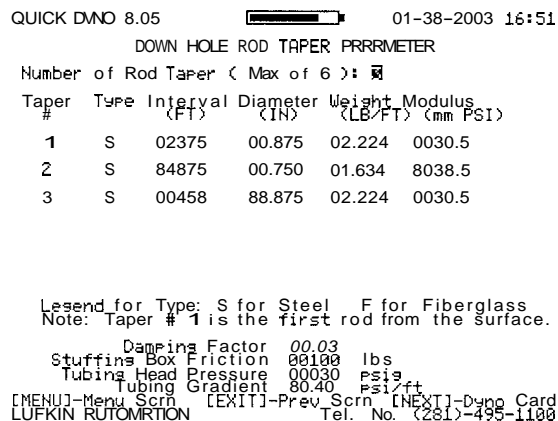 QUICK DVNO 8.05 01-38-2003 16:51
DOWN HOLE ROD TAPER PRRRMETER
Number of Rod Taper ( Max of 6 ):
Taper Type Interval Diameter Weight Modulus
# (FT) (IN) (LB/FT) (mm PSI)
1 S 02375 00.875 02.224 0030.5
2 S 84875 00.750 01.634 8038.5
3 S 00458 88.875 02.224 0030.5
Legend for Type: S for Steel F for Fiberglass
Note: Taper # 1 is the first rod from the surface.
Damping Factor 00.03
Stuffing Box Friction 00100 lbs
Tubing Head Pressure 00030 psig
Tubing Gradient 80.40 psi/ft
[MENU]-Menu Scrn [EXIT]-Prev Scrn [NEXT]-Dyno Card
LUFKIN RUTOMRTION Tel. No. (281)-495-1100